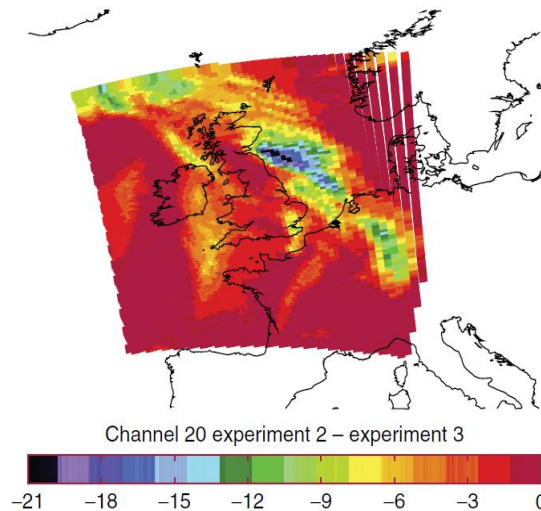 Channel 20 experiment 2 – experiment 3
–21 –18 –15 –12 –9 –6 –3 0